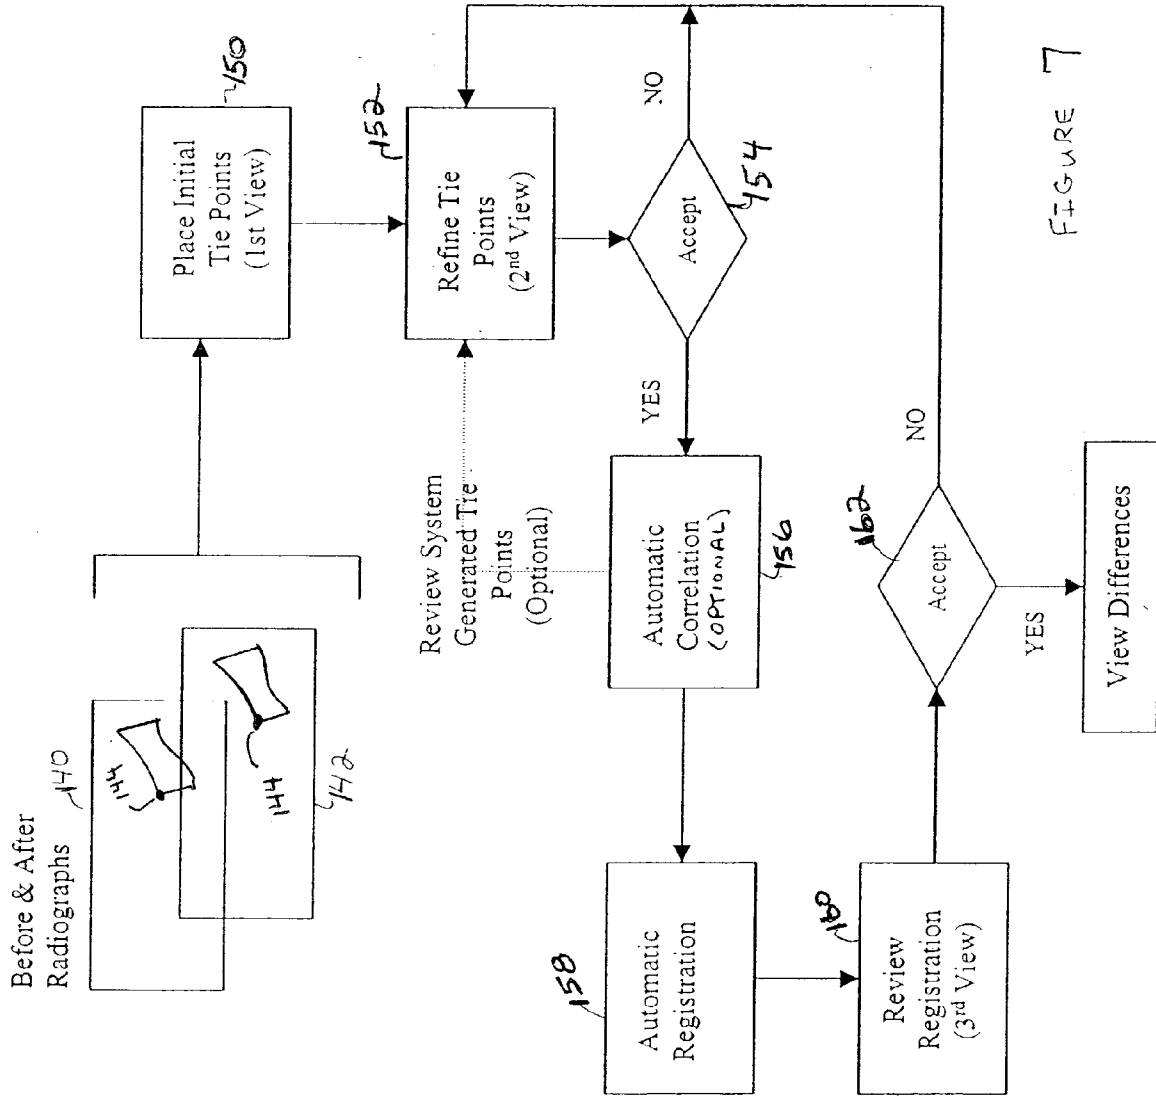 Before & After
Radiographs
140
144
144
142
Place Initial
Tie Points
(1st View)
150
Review System
Generated Tie
Points
(Optional)
Refine Tie
Points
(2nd View)
152
Automatic
Correlation
(OPTIONAL)
156
YES
Accept
154
NO
Automatic
Registration
158
Review
Registration
(3rd View)
160
Accept
162
NO
YES
View Differences
FIGURE 7